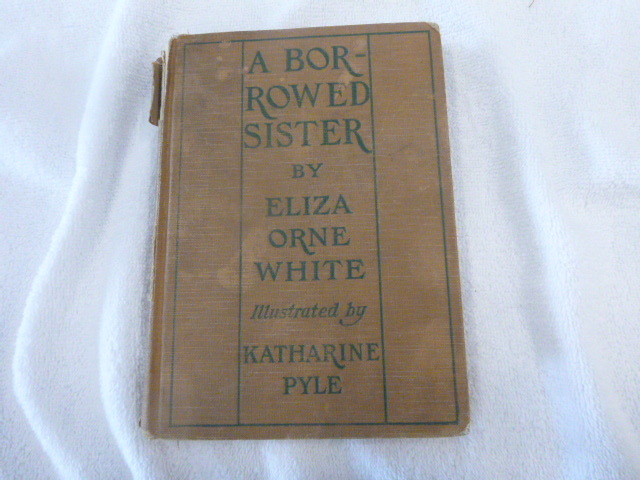 A BOR-
ROWED
SISTER
BY
ELIZA
ORNE
WHITE
Illustrated by
KATHARINE
PYLE